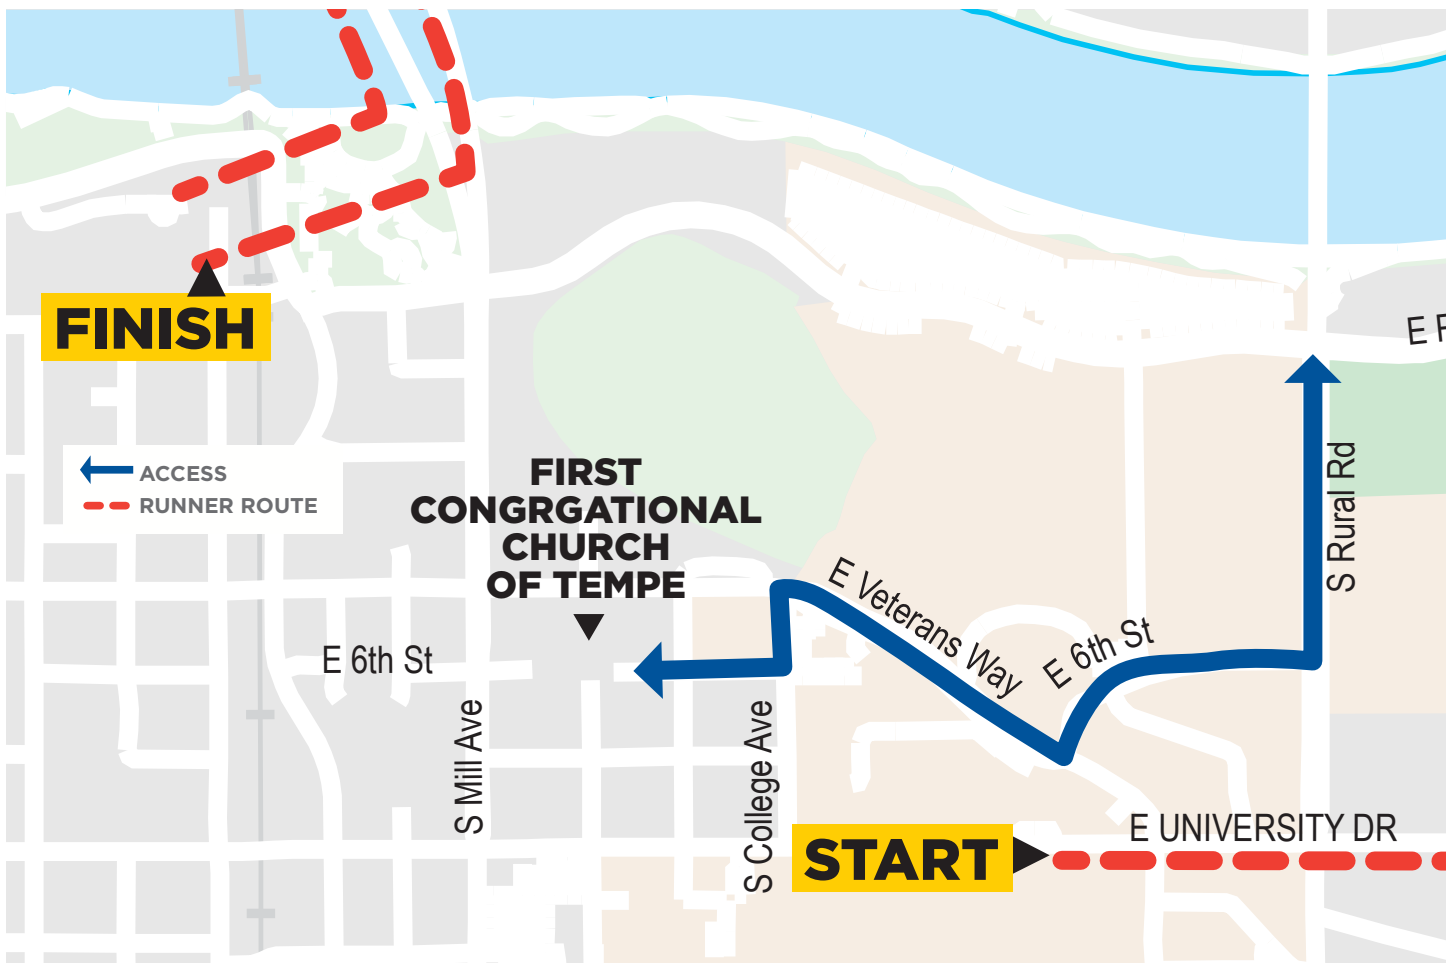 E F
FINISH
ACCESS
RUNNER ROUTE
FIRST
CONGRGATIONAL
CHURCH
OF TEMPE
S Rural Rd
E Veterans Way
E 6th St
E 6th St
S Mill Ave
S College Ave
E UNIVERSITY DR
START